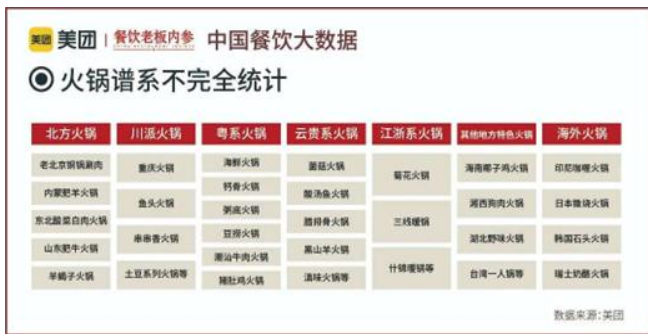 美团 美团 | 餐饮老板内参 中国餐饮大数据
火锅谱系不完全统计
北方火锅 川派火锅 粤系火锅 云贵系火锅 江浙系火锅 其他地方特色火锅 海外火锅
老北京铜锅涮肉
内蒙肥羊火锅
东北酸菜白肉火锅
山东肥牛火锅
羊蝎子火锅
重庆火锅
鱼头火锅
串串香火锅
土豆系列火锅等
海鲜火锅
钙骨火锅
粥底火锅
豆捞火锅
潮汕牛肉火锅
猪肚鸡火锅
菌菇火锅
酸汤鱼火锅
腊排骨火锅
黑山羊火锅
滇味火锅等
菊花火锅
三线暖锅
什锦暖锅等
海南椰子鸡火锅
湘西狗肉火锅
湖北野味火锅
台湾一人锅等
印尼咖喱火锅
日本寿烧火锅
韩国石头火锅
瑞士奶酪火锅
数据来源:美团